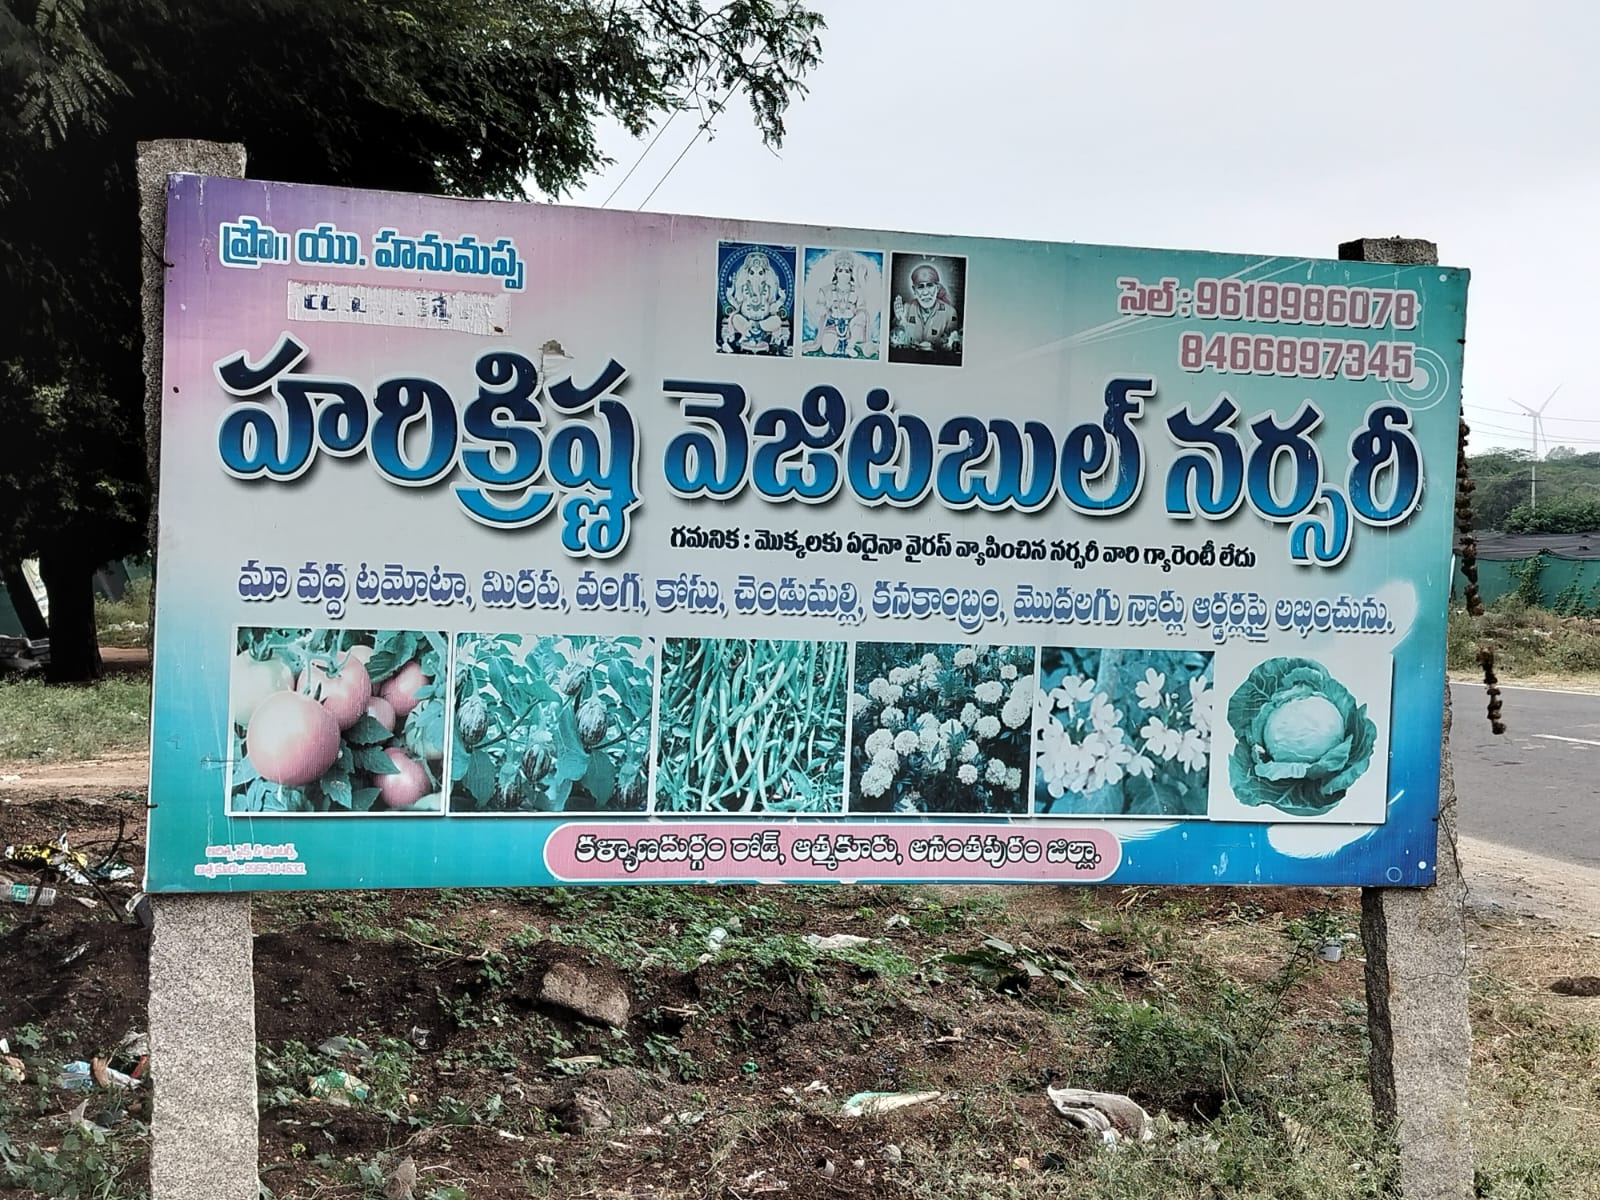 ప్రొ॥ యు. హనుమప్ప
సెల్ : 9618986078
8466897345
హరిక్రిష్ణ వెజిటబుల్ నర్సరీ
గమనిక : మొక్కలకు ఏదైనా వైరస్ వ్యాపించిన నర్సరీ వారి గ్యారెంటీ లేదు
మా వద్ద టమోటా, మిరప, వంగ, కోసు, చెండుమల్లి, కనకాంబ్రం, మొదలగు నార్లు ఆర్డర్లపై లభించును.
కళ్యాణదుర్గం రోడ్, ఆత్మకూరు, అనంతపురం జిల్లా.